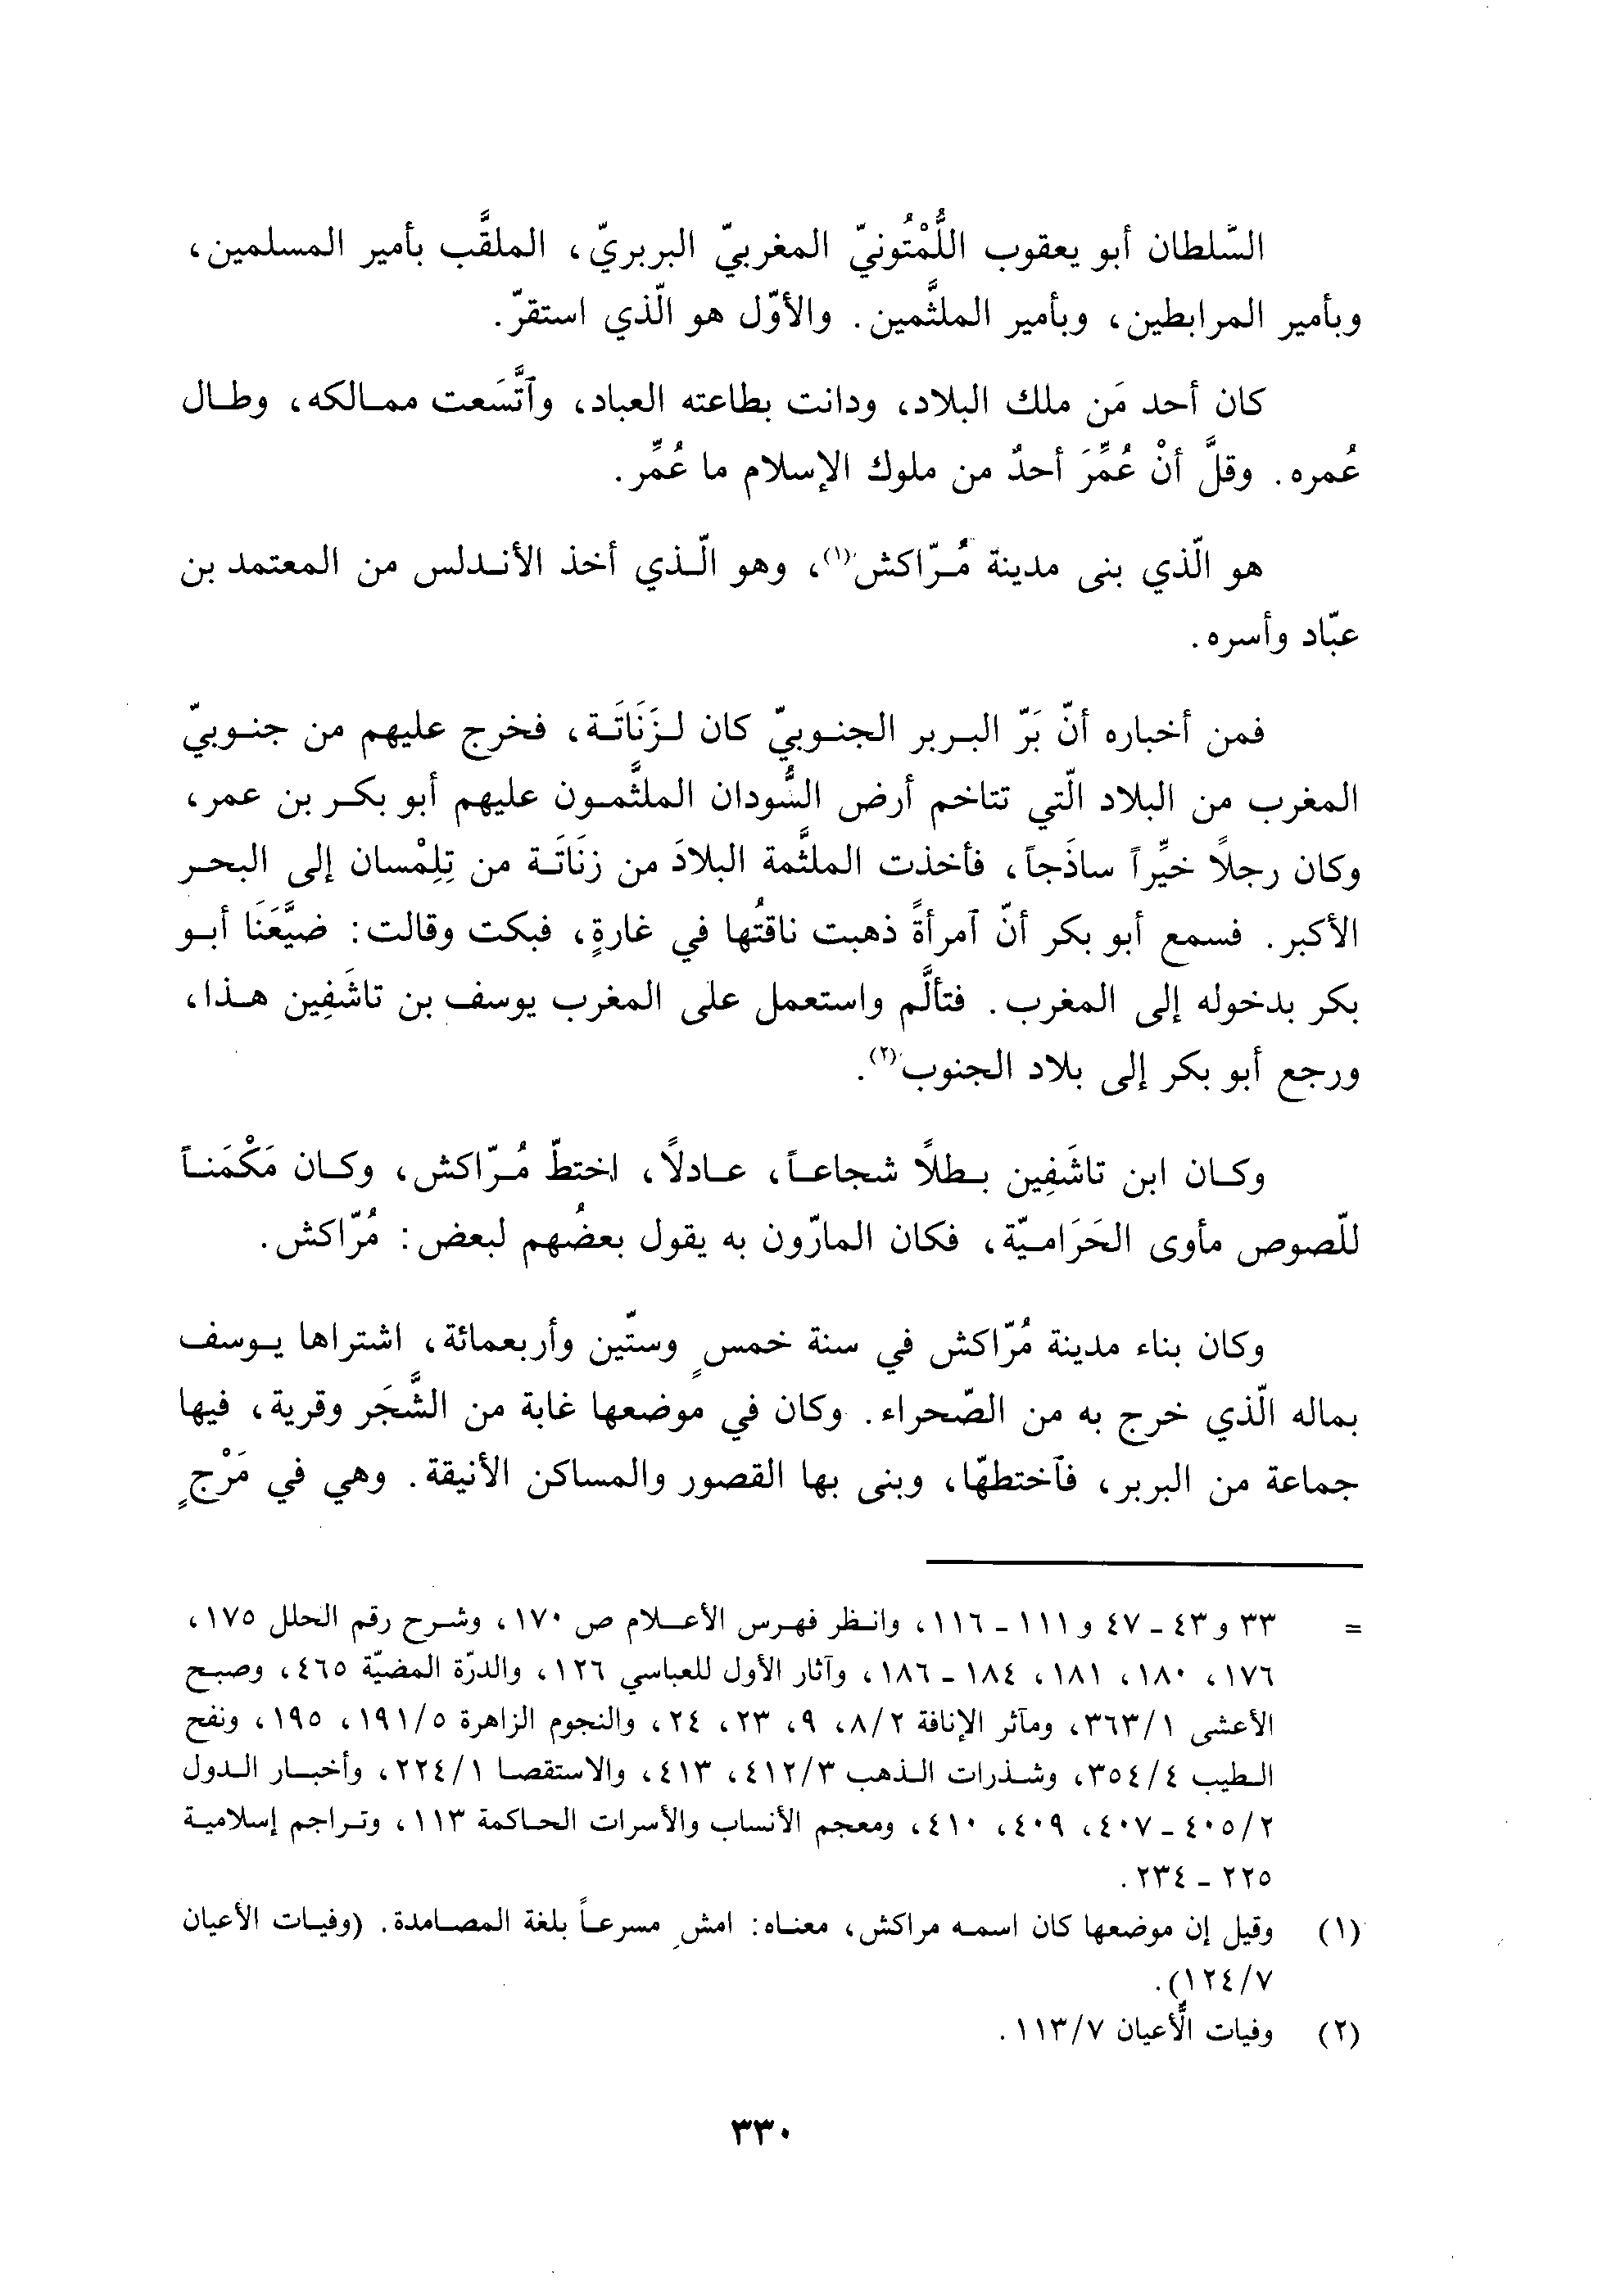 السّلطان أبو يعقوب اللُّمْتُونيّ المغربيّ البربريّ، الملقَّب بأمير المسلمين،
وبأمير المرابطين، وبأمير الملثَّمين. والأوّل هو الّذي استقرّ.
كان أحد مَن ملك البلاد، ودانت بطاعته العباد، وٱتَّسَعت ممالكه، وطال
عُمره. وقلَّ أنْ عُمِّرَ أحدٌ من ملوك الإسلام ما عُمِّر.
هو الّذي بنى مدينة مُرّاكش(١)، وهو الّذي أخذ الأندلس من المعتمد بن
عبّاد وأسره.
فمن أخباره أنّ بَرّ البربر الجنوبيّ كان لزَنَاتَة، فخرج عليهم من جنوبيّ
المغرب من البلاد الّتي تتاخم أرض السُّودان الملثَّمون عليهم أبو بكر بن عمر،
وكان رجلاً خيِّراً ساذَجاً، فأخذت الملثَّمة البلادَ من زنَاتَة من تِلِمْسان إلى البحر
الأكبر. فسمع أبو بكر أنّ ٱمرأةً ذهبت ناقتُها في غارةٍ، فبكت وقالت: ضيَّعَنَا أبو
بكر بدخوله إلى المغرب. فتألَّم واستعمل على المغرب يوسف بن تاشَفِين هذا،
ورجع أبو بكر إلى بلاد الجنوب(٢).
وكان ابن تاشَفِين بطلاً شجاعاً، عادلاً، اختطّ مُرّاكش، وكان مَكْمَناً
للّصوص مأوى الحَرَاميّة، فكان المارّون به يقول بعضُهم لبعض: مُرّاكش.
وكان بناء مدينة مُرّاكش في سنة خمسٍ وستّين وأربعمائة، اشتراها يوسف
بماله الّذي خرج به من الصّحراء. وكان في موضعها غابة من الشَّجَر وقرية، فيها
جماعة من البربر، فٱختطهّا، وبنى بها القصور والمساكن الأنيقة. وهي في مَرْجٍ
= ٣٣ و٤٣ - ٤٧ و١١١ - ١١٦، وانظر فهرس الأعلام ص ١٧٠، وشرح رقم الحلل ١٧٥،
١٧٦، ١٨٠، ١٨١، ١٨٤ - ١٨٦، وآثار الأول للعباسي ١٢٦، والدرّة المضيّة ٤٦٥، وصبح
الأعشى ٣٦٣/١، ومآثر الإنافة ٨/٢، ٩، ٢٣، ٢٤، والنجوم الزاهرة ١٩١/٥، ١٩٥، ونفح
الطيب ٣٥٤/٤، وشذرات الذهب ٤١٢/٣، ٤١٣، والاستقصا ٢٢٤/١، وأخبار الدول
٤٠٥/٢ - ٤٠٧، ٤٠٩، ٤١٠، ومعجم الأنساب والأسرات الحاكمة ١١٣، وتراجم إسلامية
٢٢٥ - ٢٣٤.
(١) وقيل إن موضعها كان اسمه مراكش، معناه: امشِ مسرعاً بلغة المصامدة. (وفيات الأعيان
١٢٤/٧).
(٢) وفيات الأعيان ١١٣/٧.
٣٣٠